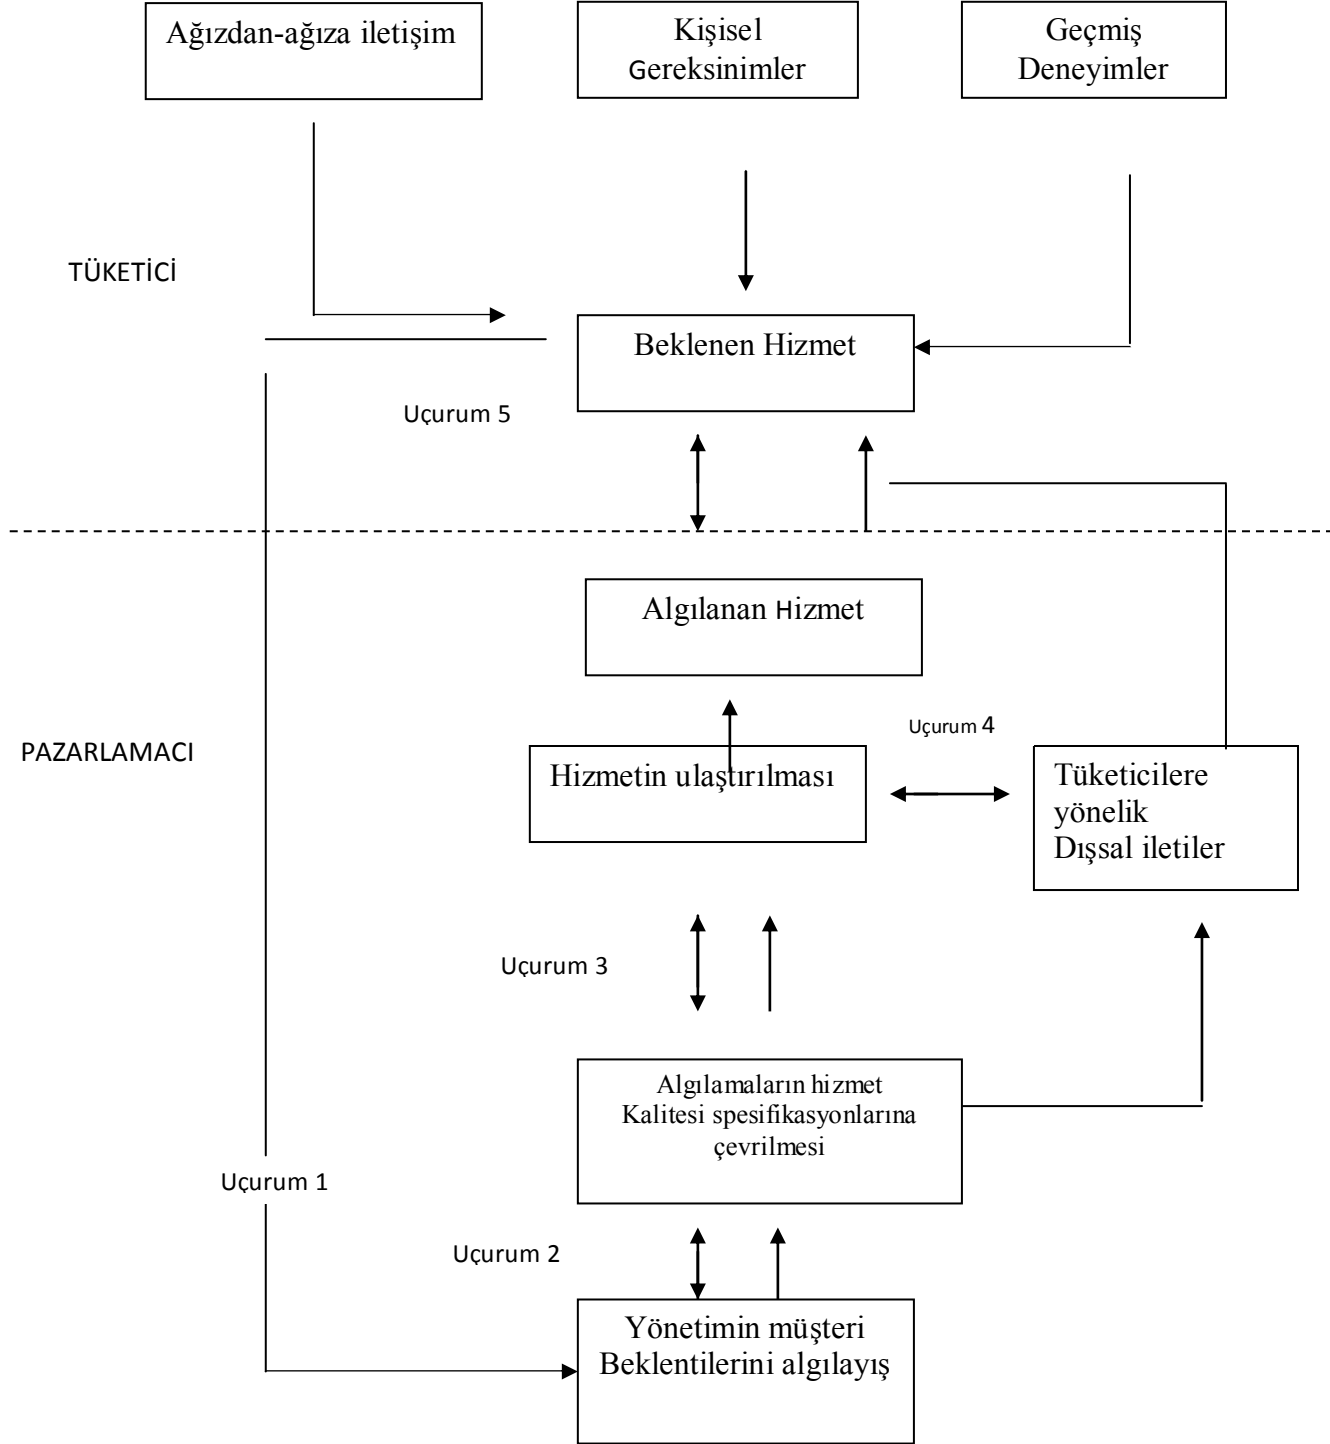 Ağızdan-ağıza iletişim
Kişisel
Gereksinimler
Geçmiş
Deneyimler
TÜKETİCİ
Beklenen Hizmet
Uçurum 5
Algılanan Hizmet
Uçurum 4
PAZARLAMACI
Hizmetin ulaştırılması
Tüketicilere
yönelik
Dışsal iletiler
Uçurum 3
Algılamaların hizmet
Kalitesi spesifikasyonlarına
çevrilmesi
Uçurum 1
Uçurum 2
Yönetimin müşteri
Beklentilerini algılayış